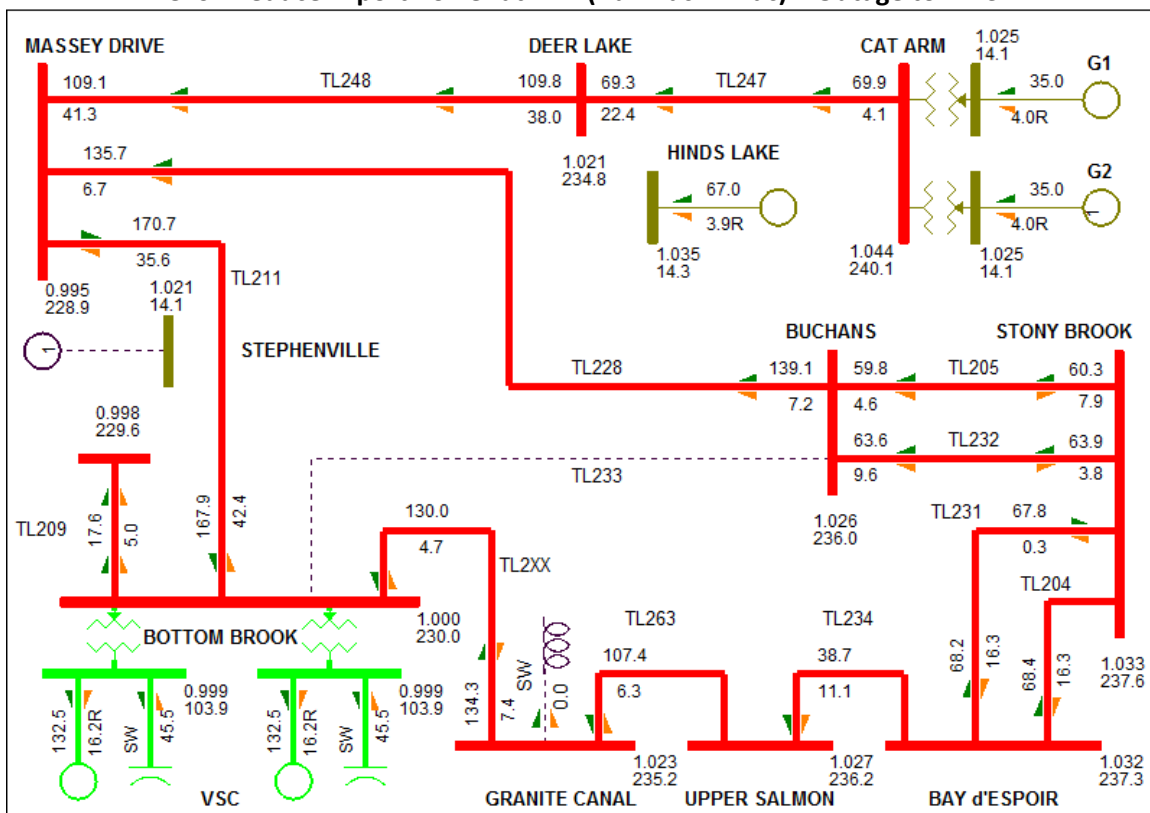 MASSEY DRIVE DEER LAKE CAT ARM 1.025
14.1 G1
109.1 TL248 109.8 69.3 TL247 69.9 35.0
41.3 38.0 22.4 4.1 4.0R
135.7 1.021
234.8 HINDS LAKE G2
6.7 67.0 35.0
3.9R 4.0R
170.7 1.035
14.3 1.044
240.1 1.025
14.1
35.6 TL211
0.995
228.9 1.021
14.1
STEPHENVILLE BUCHANS STONY BROOK
TL228 139.1 59.8 TL205 60.3
7.2 4.6 7.9
0.998
229.6 63.6 TL232 63.9
TL233 9.6 3.8
TL209 17.6 5.0 167.9 42.4 130.0 1.026
236.0 TL231 67.8
4.7 0.3
TL2XX TL204
1.000
230.0 TL263 TL234
BOTTOM BROOK 107.4 38.7 68.2 16.3 68.4 16.3 1.033
237.6
0.999
103.9 0.999
103.9 134.3 7.4 SW 0.0 6.3 11.1
132.5 16.2R SW 45.5 132.5 16.2R SW 45.5 1.023
235.2 1.027
236.2 1.032
237.3
VSC GRANITE CANAL UPPER SALMON BAY d'ESPOIR
1
1